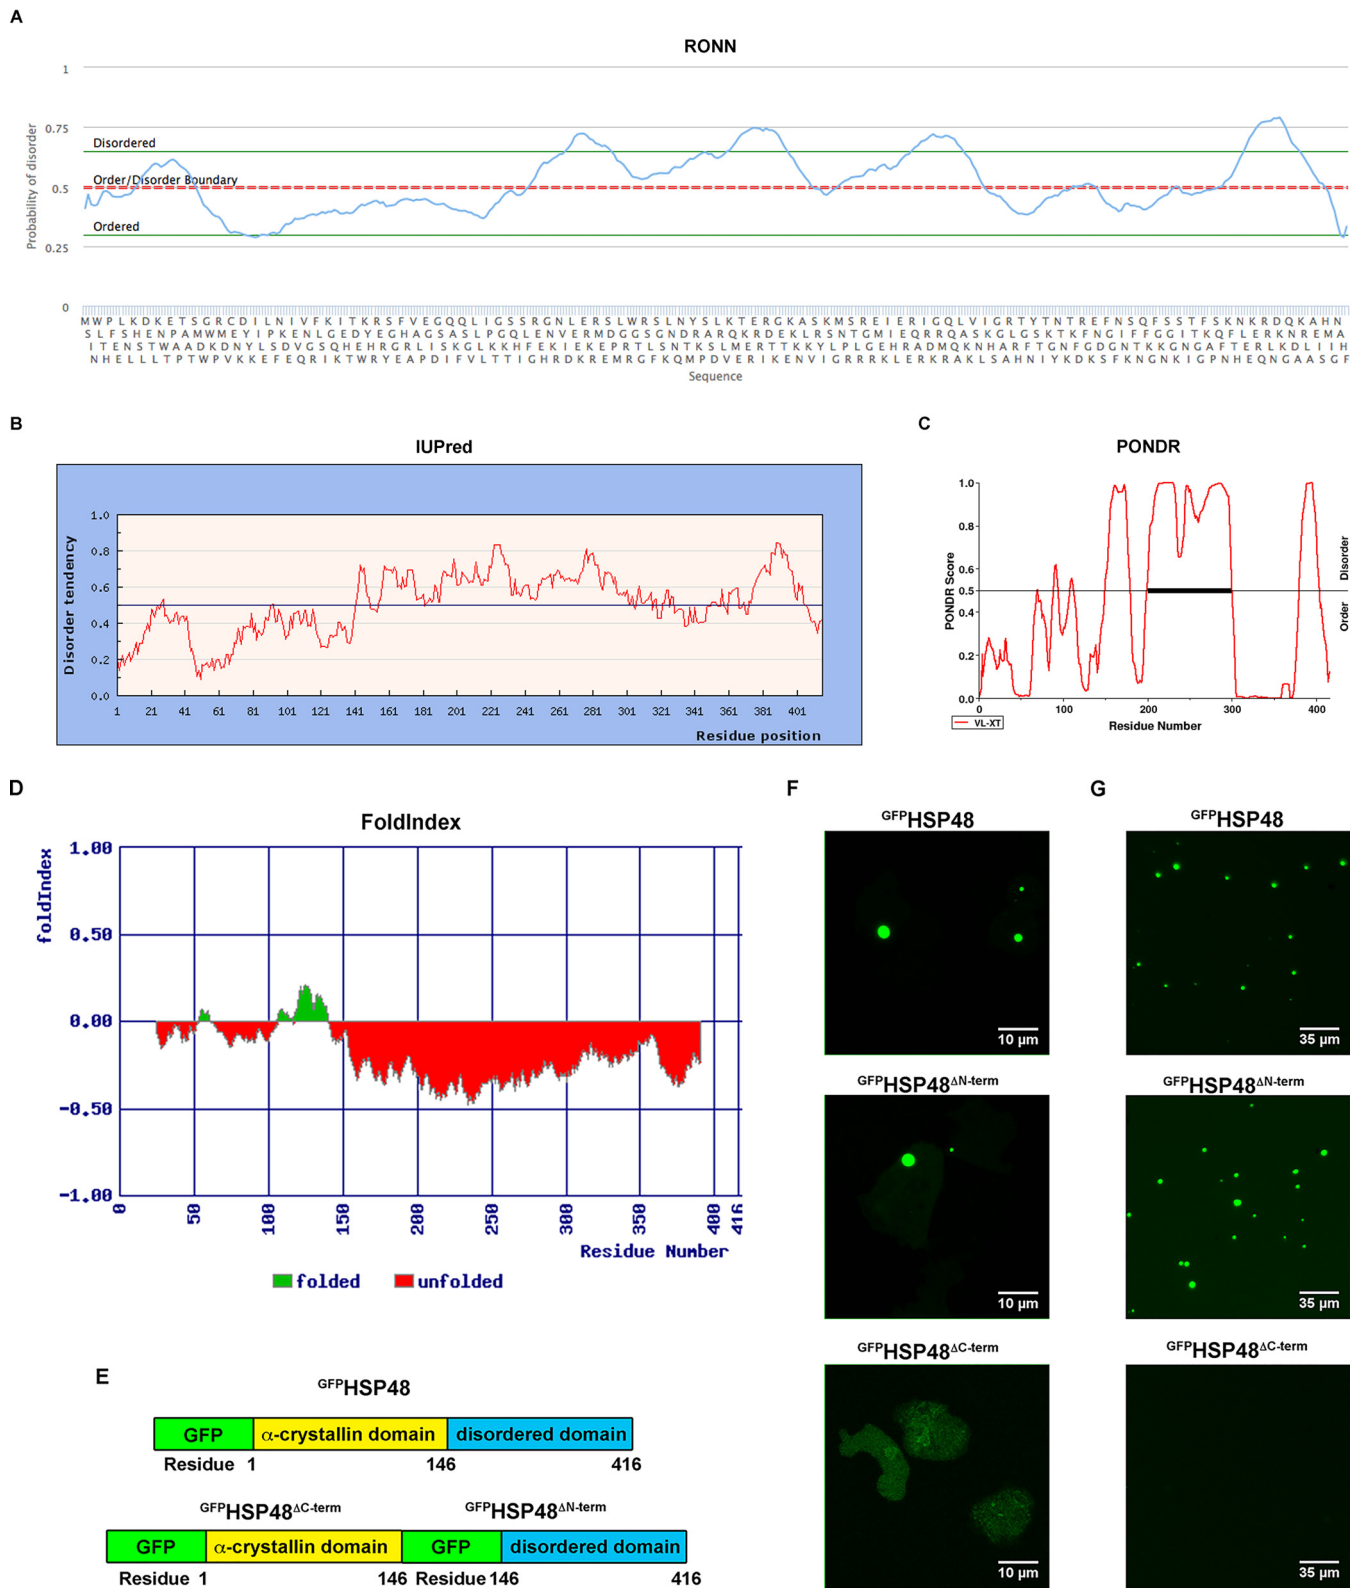 A
RONN
1
0.75
0.5
0.25
0
Probability of disorder
Disordered
Order/Disorder Boundary
Ordered
M W P L K D K E T S G R C D I L N I V F K I T K R S F V E G Q Q L I G S S R G N L E R S L W R S L N Y S L K T E R G K A S K M S R E I E R I G Q L V I G R T Y T N T R E F N S Q F S S T F S K N K R D Q K A H N
S L F S H E N P A M W M E Y I P K E N L G E D Y E G H A G S A S L P G Q L E N V E R M D G G S G N D R A R Q K R D E K L R S N T G M I E Q R R Q A S K G L G S K T K F N G I F F G G I T K Q F L E R K N R E M A
I T E N S T W A A D K D N Y L S D V G S Q H E H R G R L I S K G L K K H F E K I E K E P R T L S N T K S L M E R T T K K Y L P L G E H R A D M Q K N H A R F T G N F G D G N T K K G N G A F T E R L K D L I I H
N H E L L L T P T W P V K K E F E Q R I K T W R Y E A P D I F V L T T I G H R D K R E M R G F K Q M P D V E R I K E N V I G R R R K L E R K R A K L S A H N I Y K D K S F K N G N K I G P N H E Q N G A A S G F
Sequence
B
IUPred
1.0
0.8
0.6
0.4
0.2
0.0
Disorder tendency
1 21 41 61 81 101 121 141 161 181 201 221 241 261 281 301 321 341 361 381 401
Residue position
C
PONDR
1.0
0.8
0.6
0.5
0.4
0.2
0.0
PONDR Score
Disorder
Order
0 100 200 300 400
VL-XT
Residue Number
D
FoldIndex
1.00
0.50
0.00
-0.50
-1.00
foldIndex
0 50 100 150 200 250 300 350 400 416
Residue Number
folded unfolded
E
GFPHSP48
GFP α-crystallin domain disordered domain
Residue 1 146 416
GFPHSP48ΔC-term GFPHSP48ΔN-term
GFP α-crystallin domain GFP disordered domain
Residue 1 146 Residue 146 416
F
GFPHSP48
10 µm
GFPHSP48ΔN-term
10 µm
GFPHSP48ΔC-term
10 µm
G
GFPHSP48
35 µm
GFPHSP48ΔN-term
35 µm
GFPHSP48ΔC-term
35 µm